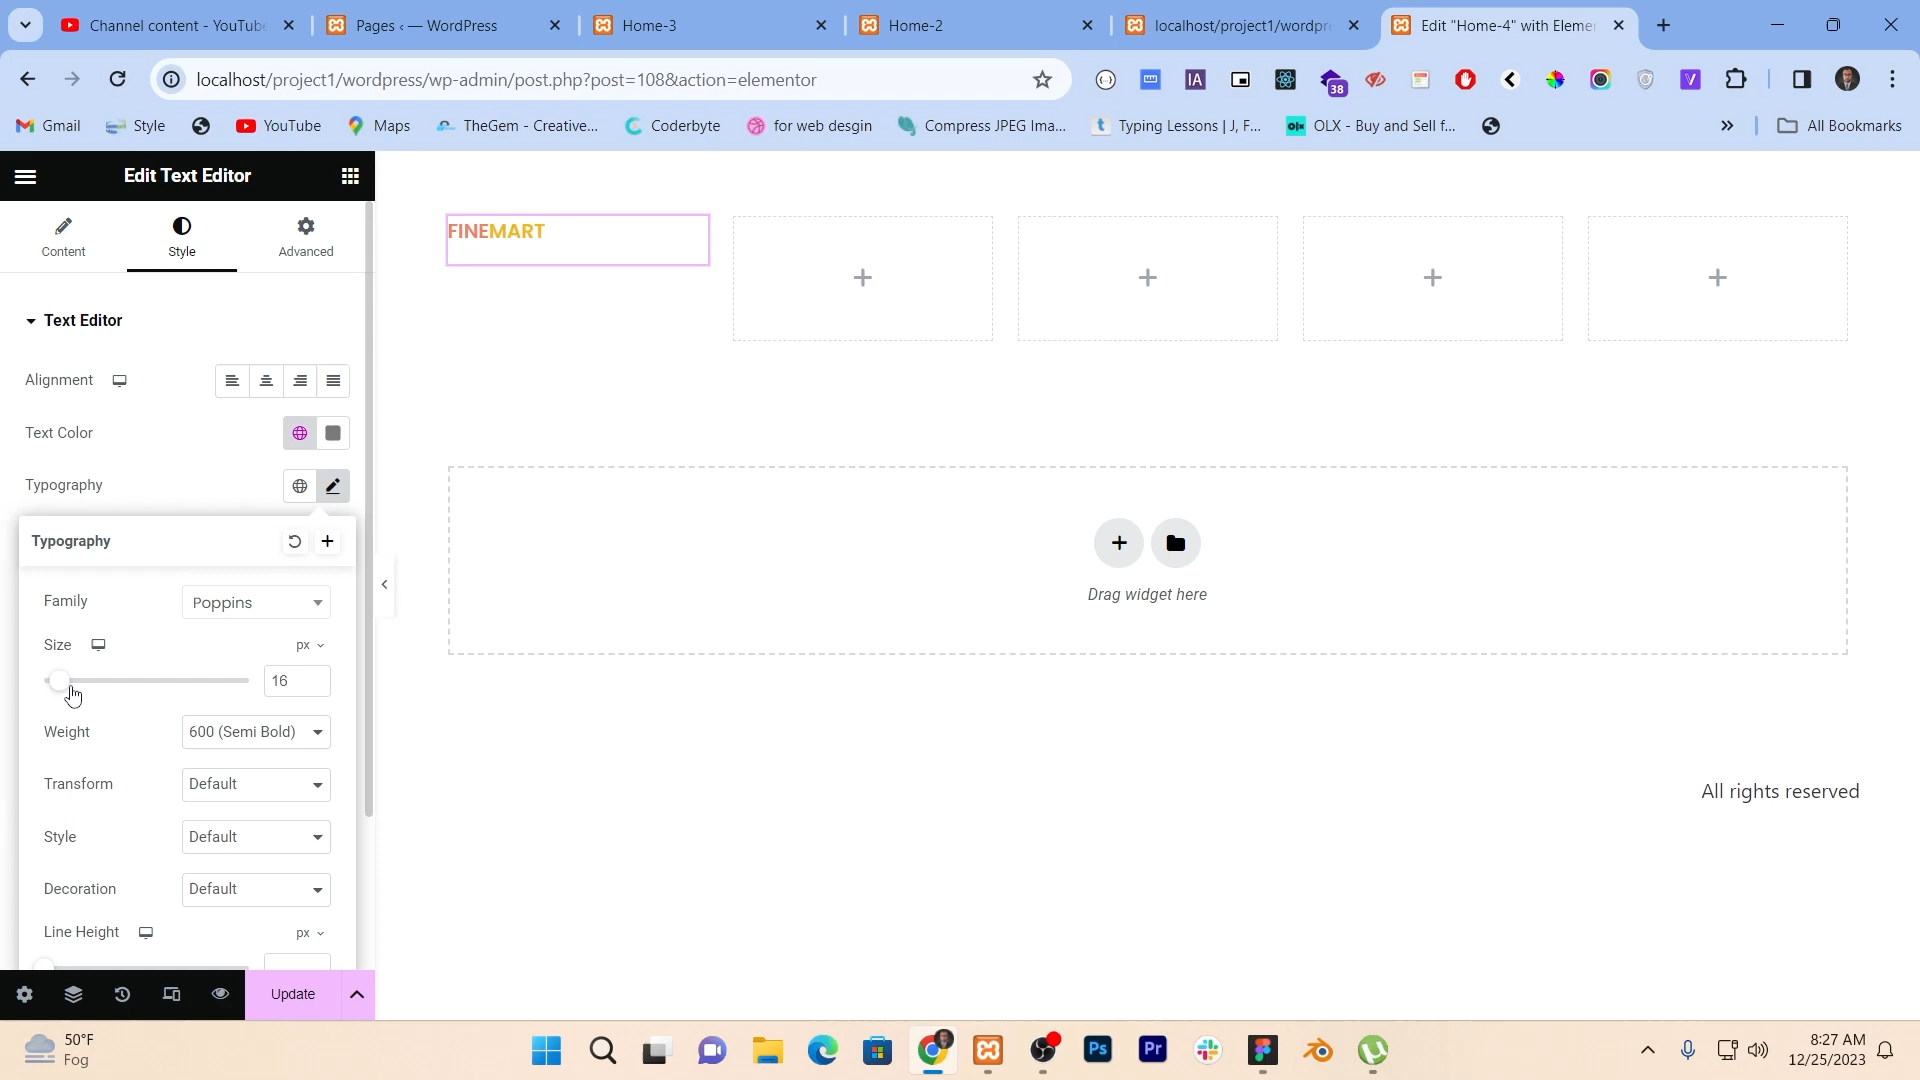 Channel content - YouTube
Pages ‹ — WordPress
Home-3
Home-2
localhost/project1/wordpr
Edit "Home-4" with Eleme
localhost/project1/wordpress/wp-admin/post.php?post=108&action=elementor
IA
38
V
Gmail
Style
YouTube
Maps
TheGem - Creative...
Coderbyte
for web desgin
Compress JPEG Ima...
Typing Lessons | J, F...
OLX - Buy and Sell f...
All Bookmarks
Edit Text Editor
Content
Style
Advanced
Text Editor
Alignment
Text Color
Typography
Typography
Family
Poppins
Size
px
16
Weight
600 (Semi Bold)
Transform
Default
Style
Default
Decoration
Default
Line Height
px
Update
FINEMART
Drag widget here
All rights reserved
50°F
Fog
Ps
Pr
8:27 AM
12/25/2023